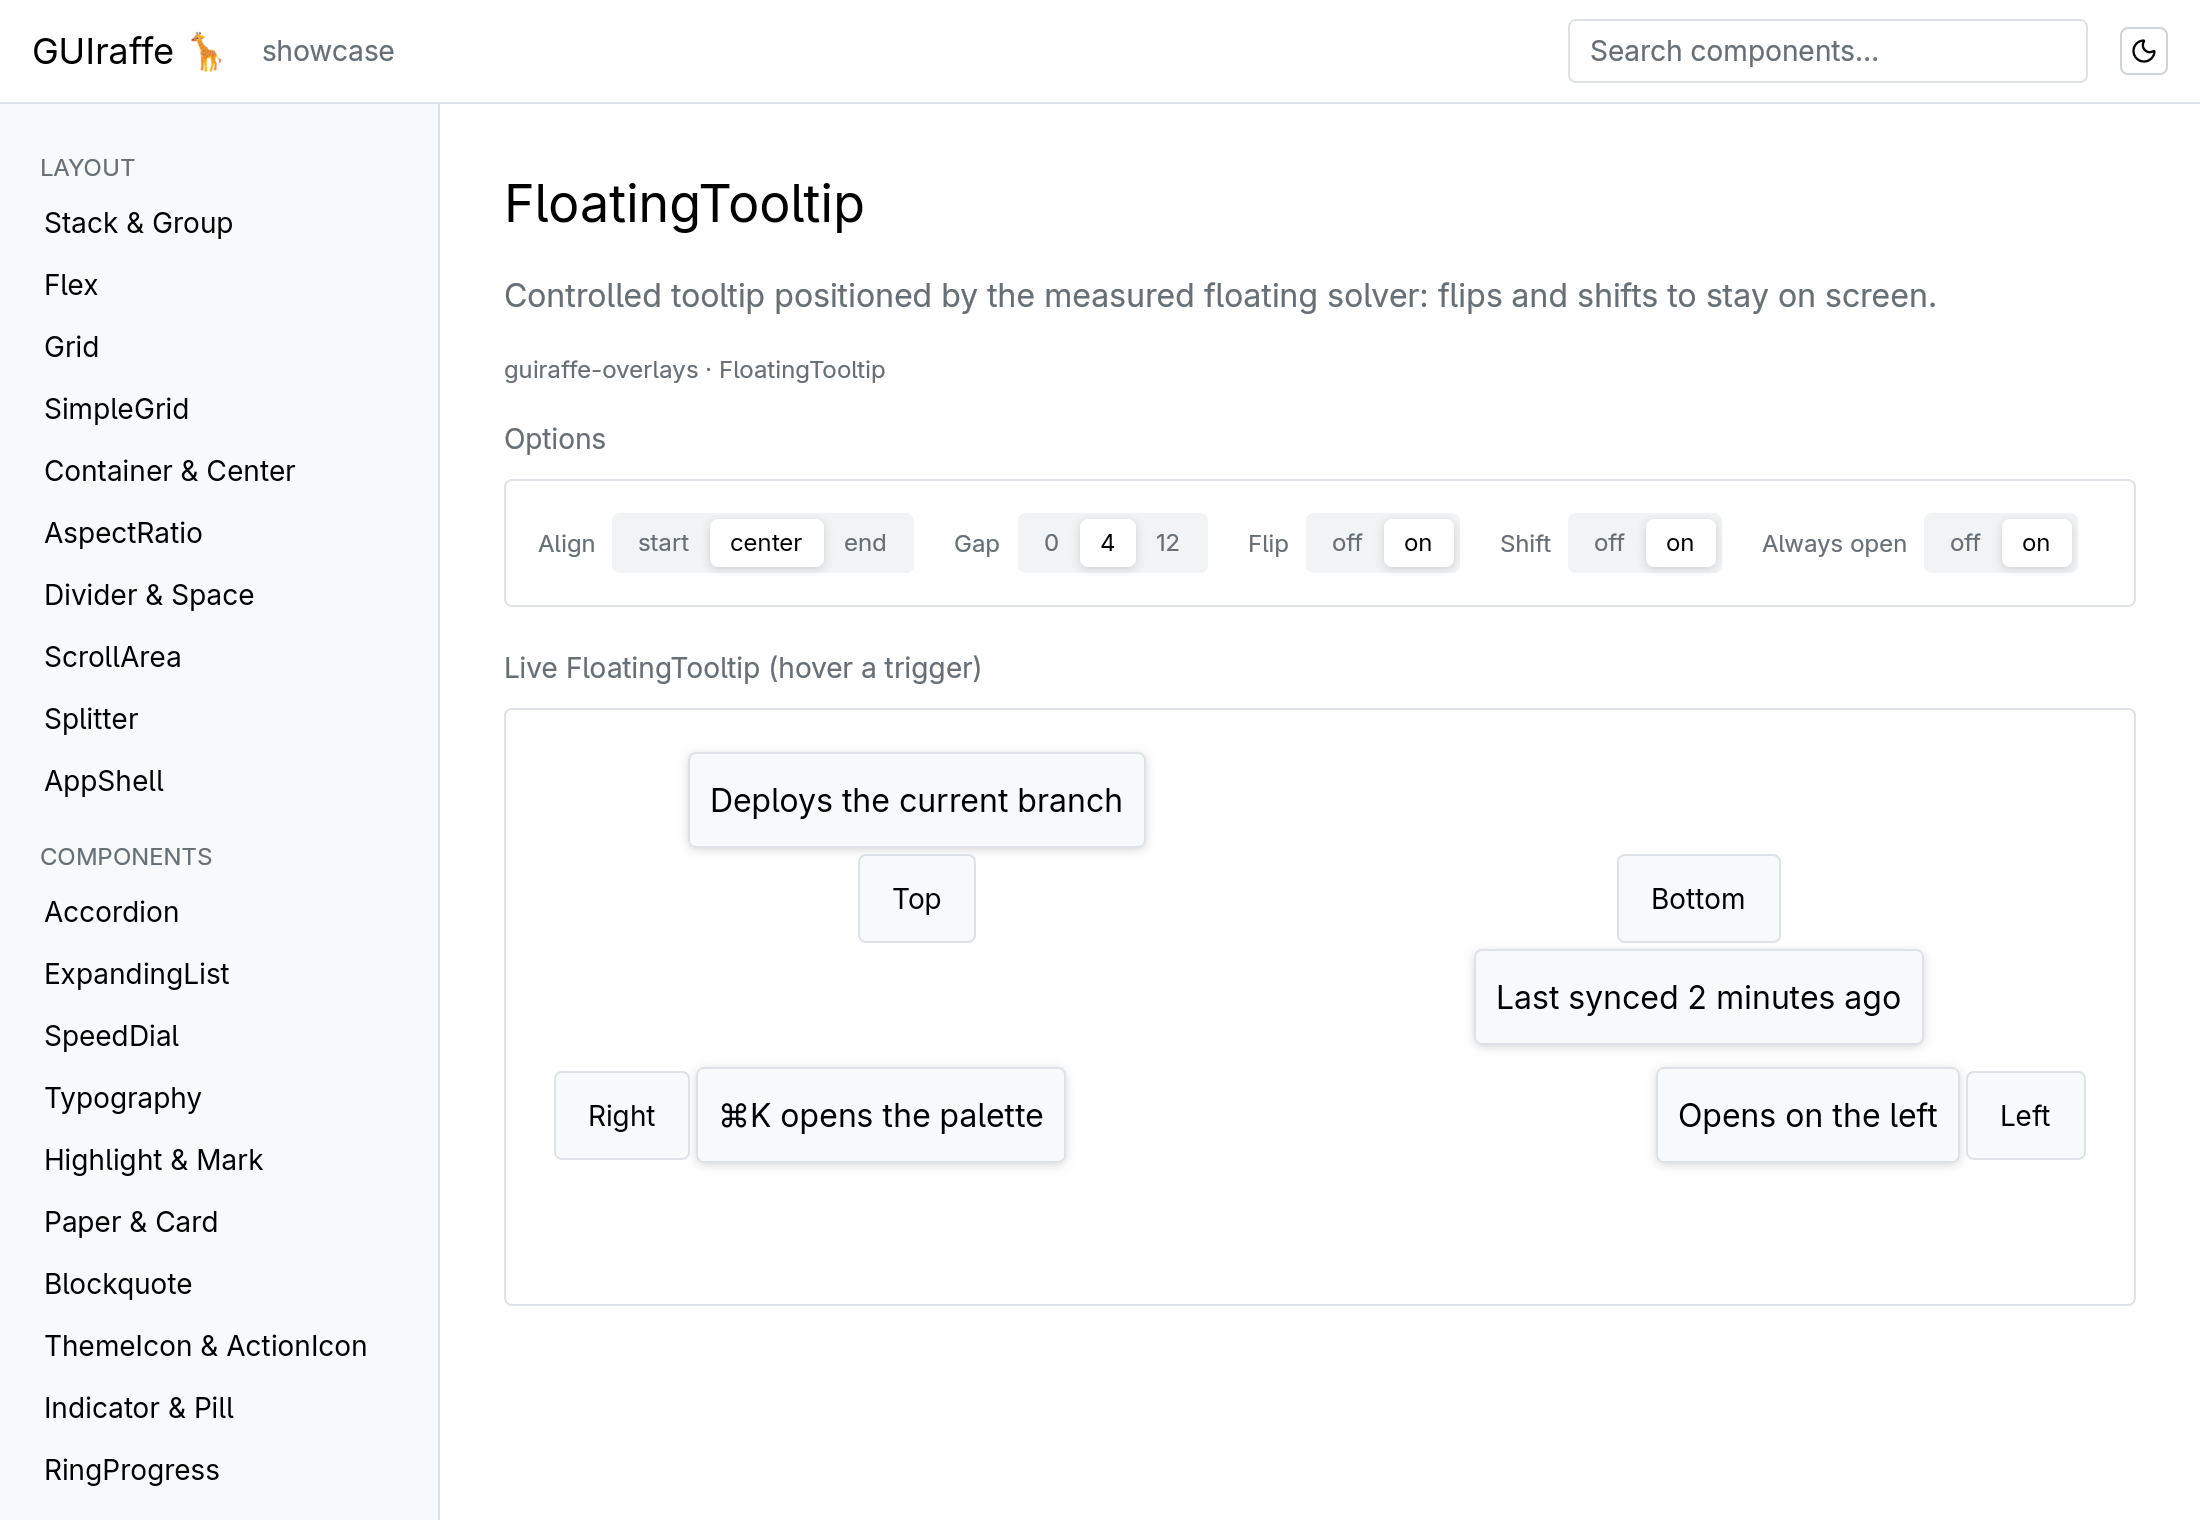 GUIraffe 🦒 showcase Search components...
LAYOUT
Stack & Group
Flex
Grid
SimpleGrid
Container & Center
AspectRatio
Divider & Space
ScrollArea
Splitter
AppShell
COMPONENTS
Accordion
ExpandingList
SpeedDial
Typography
Highlight & Mark
Paper & Card
Blockquote
ThemeIcon & ActionIcon
Indicator & Pill
RingProgress
FloatingTooltip
Controlled tooltip positioned by the measured floating solver: flips and shifts to stay on screen.
guiraffe-overlays · FloatingTooltip
Options
Align start center end Gap 0 4 12 Flip off on Shift off on Always open off on
Live FloatingTooltip (hover a trigger)
Deploys the current branch
Top Bottom
Last synced 2 minutes ago
Right ⌘K opens the palette Opens on the left Left